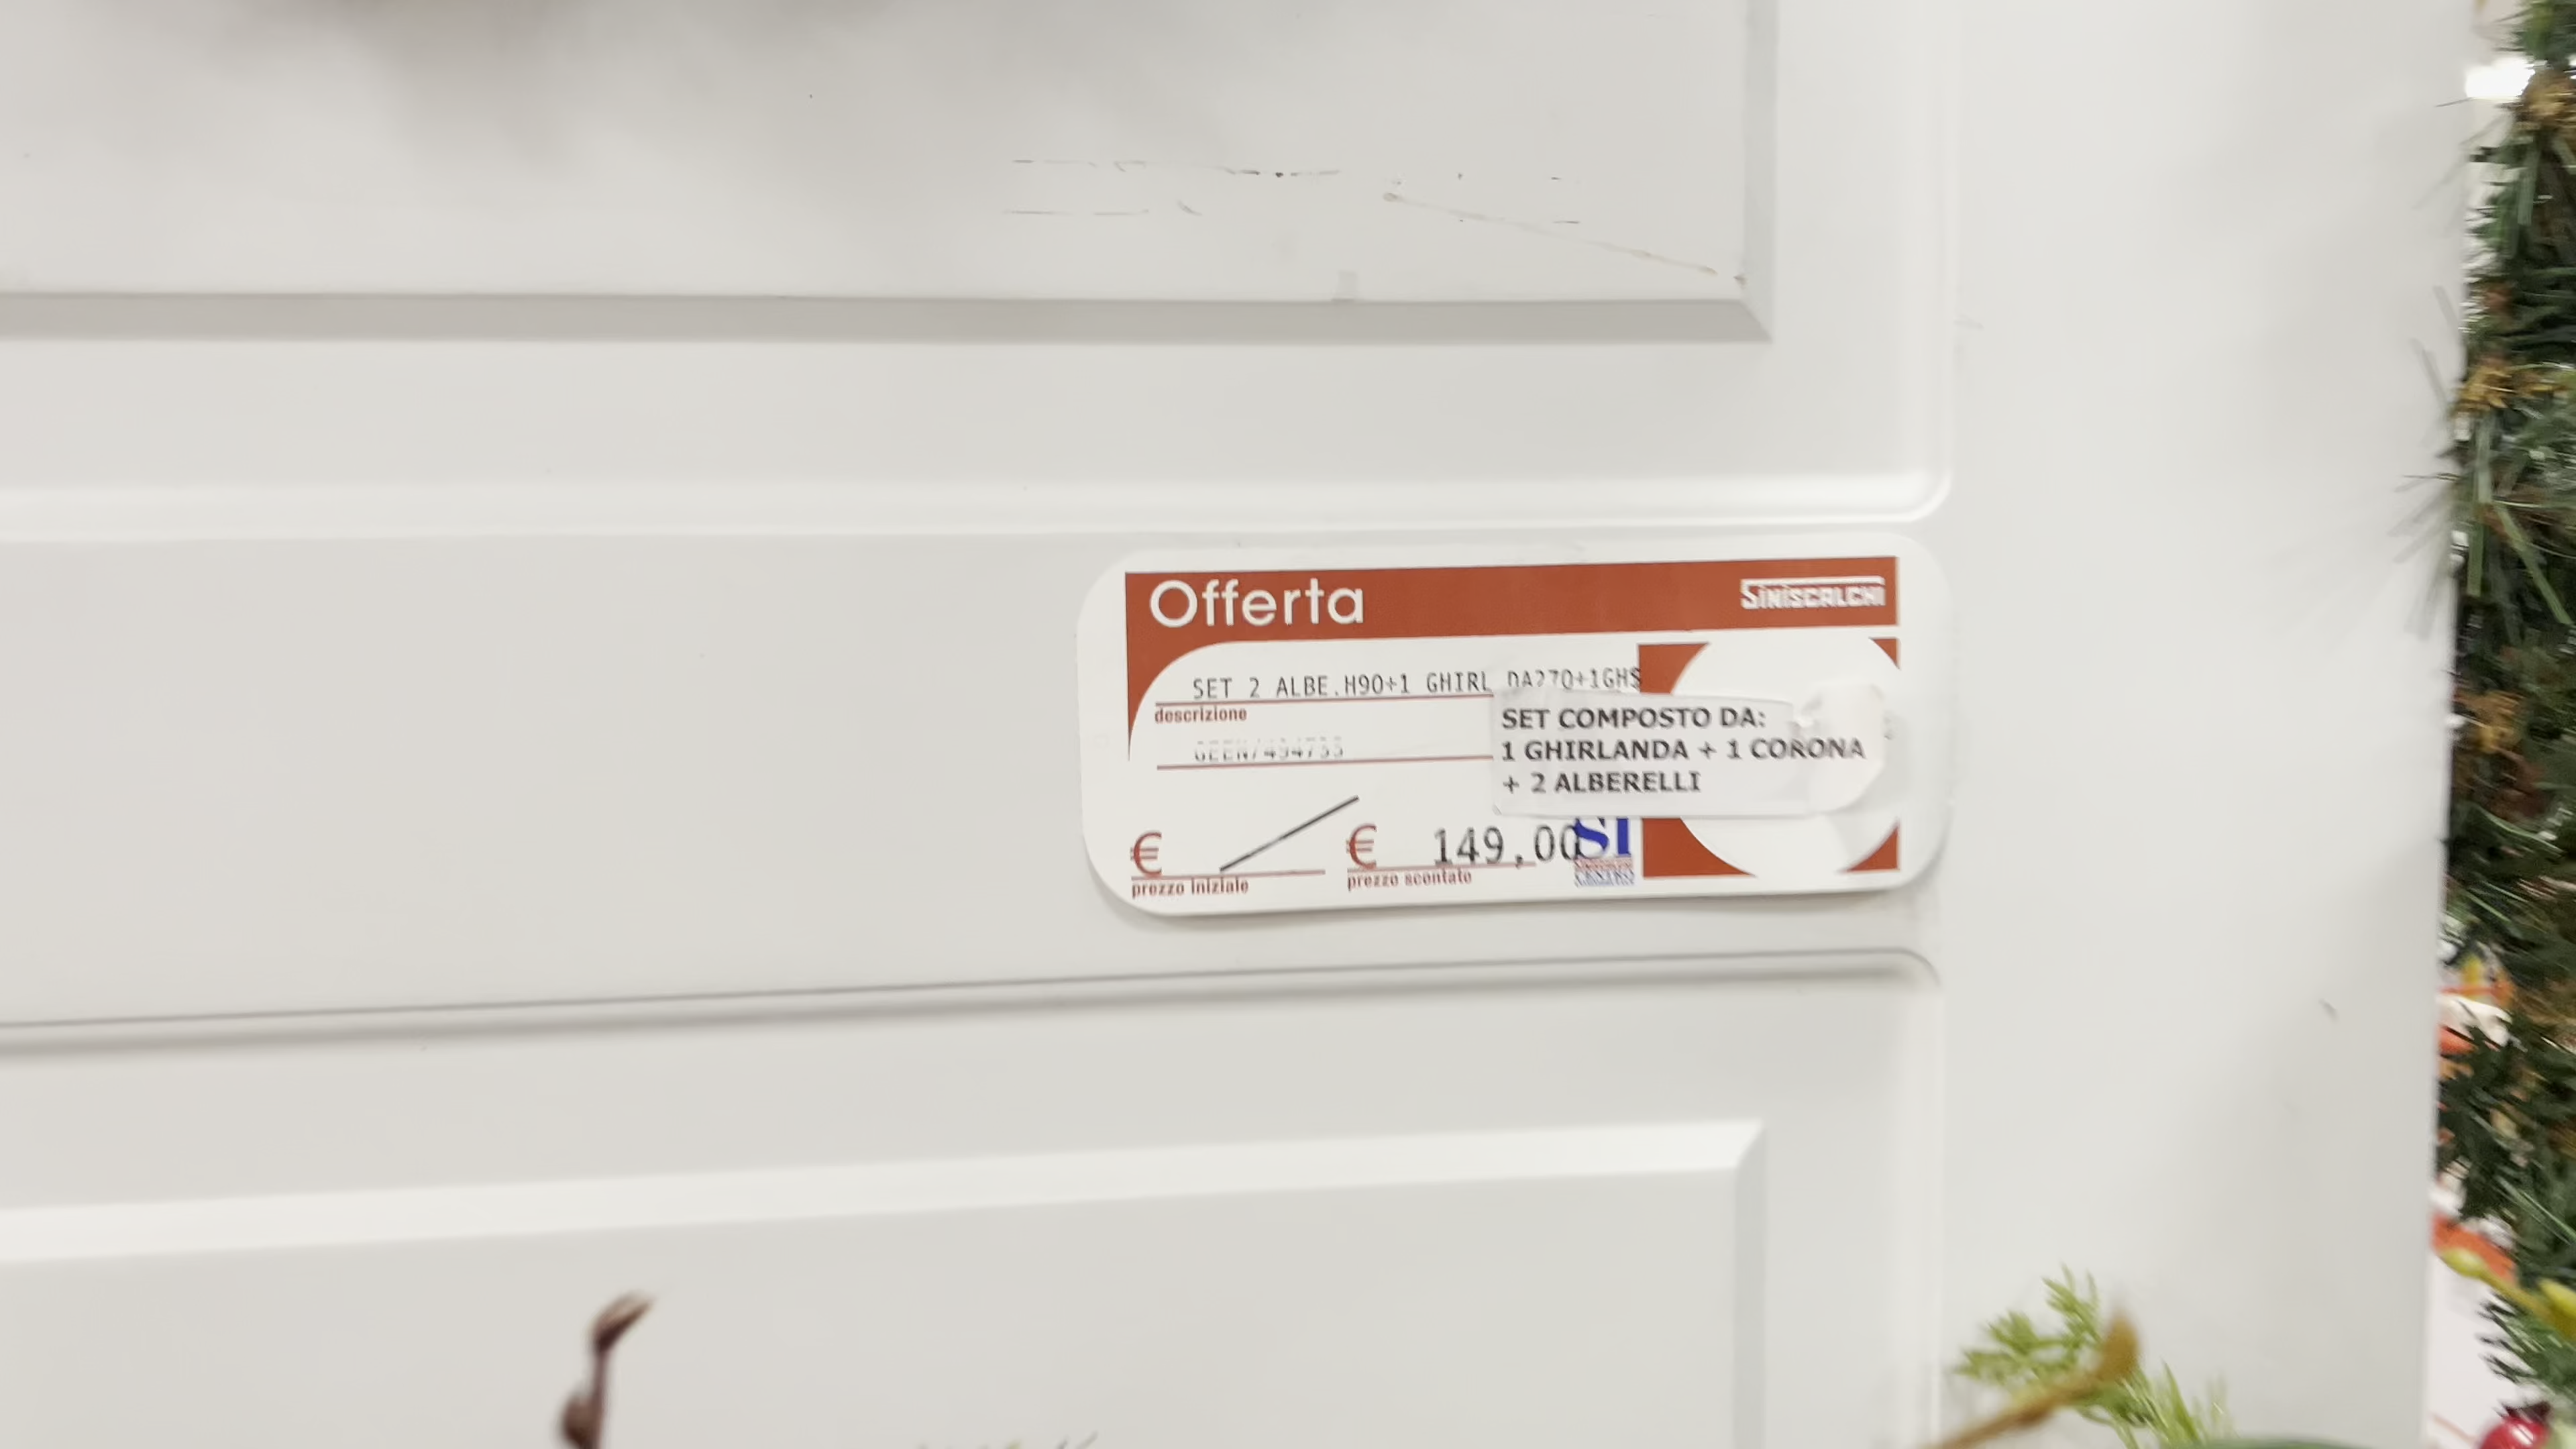 Offerta SINISCALCHI
SET 2 ALBE.H90+1 GHIRL DA270+1GHS
descrizione
SET COMPOSTO DA:
1 GHIRLANDA + 1 CORONA
+ 2 ALBERELLI
€ € 149,00 SI
prezzo iniziale prezzo scontato CENTRO